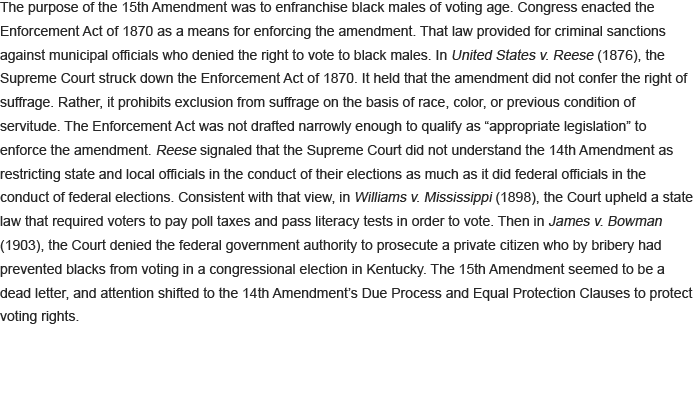 The purpose of the 15th Amendment was to enfranchise black males of voting age. Congress enacted the
Enforcement Act of 1870 as a means for enforcing the amendment. That law provided for criminal sanctions
against municipal officials who denied the right to vote to black males. In United States v. Reese (1876), the
Supreme Court struck down the Enforcement Act of 1870. It held that the amendment did not confer the right of
suffrage. Rather, it prohibits exclusion from suffrage on the basis of race, color, or previous condition of
servitude. The Enforcement Act was not drafted narrowly enough to qualify as “appropriate legislation” to
enforce the amendment. Reese signaled that the Supreme Court did not understand the 14th Amendment as
restricting state and local officials in the conduct of their elections as much as it did federal officials in the
conduct of federal elections. Consistent with that view, in Williams v. Mississippi (1898), the Court upheld a state
law that required voters to pay poll taxes and pass literacy tests in order to vote. Then in James v. Bowman
(1903), the Court denied the federal government authority to prosecute a private citizen who by bribery had
prevented blacks from voting in a congressional election in Kentucky. The 15th Amendment seemed to be a
dead letter, and attention shifted to the 14th Amendment’s Due Process and Equal Protection Clauses to protect
voting rights.